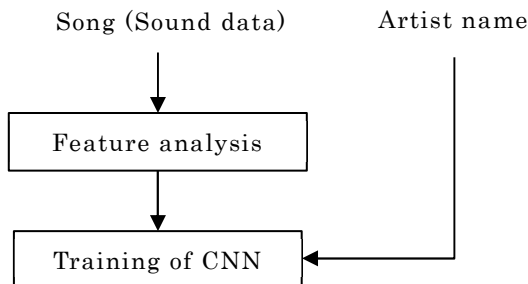 Song (Sound data)
Artist name
Feature analysis
Training of CNN